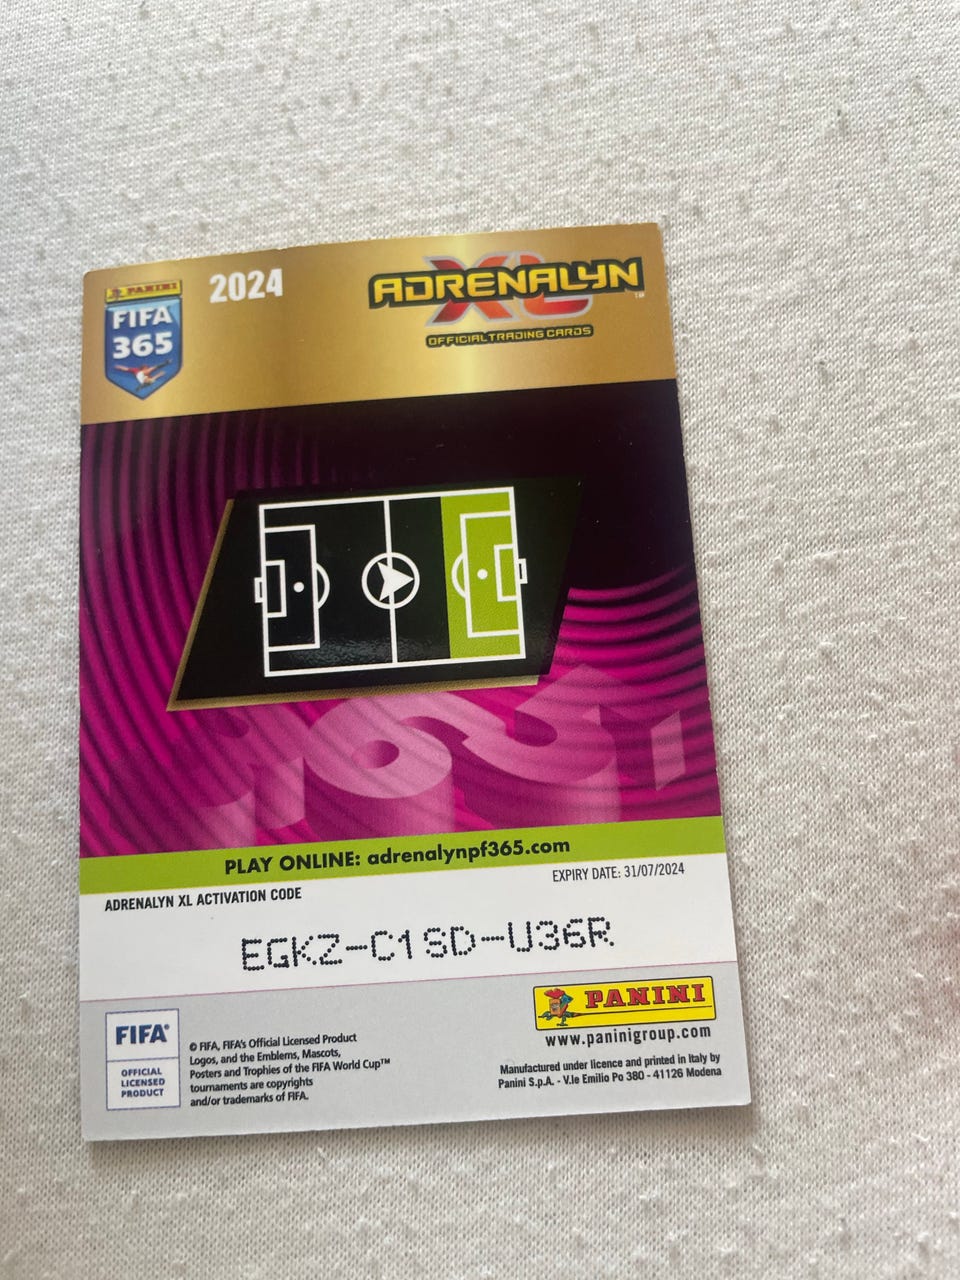 PANINI
FIFA
365
2024
ADRENALYN
XL
™
OFFICIAL TRADING CARDS
PLAY ONLINE: adrenalynpf365.com
EXPIRY DATE: 31/07/2024
ADRENALYN XL ACTIVATION CODE
EGKZ-C1SD-U36R
FIFA®
OFFICIAL
LICENSED
PRODUCT
© FIFA, FIFA's Official Licensed Product
Logos, and the Emblems, Mascots,
Posters and Trophies of the FIFA World Cup™
tournaments are copyrights
and/or trademarks of FIFA.
PANINI
www.paninigroup.com
Manufactured under licence and printed in Italy by
Panini S.p.A. - V.le Emilio Po 380 - 41126 Modena